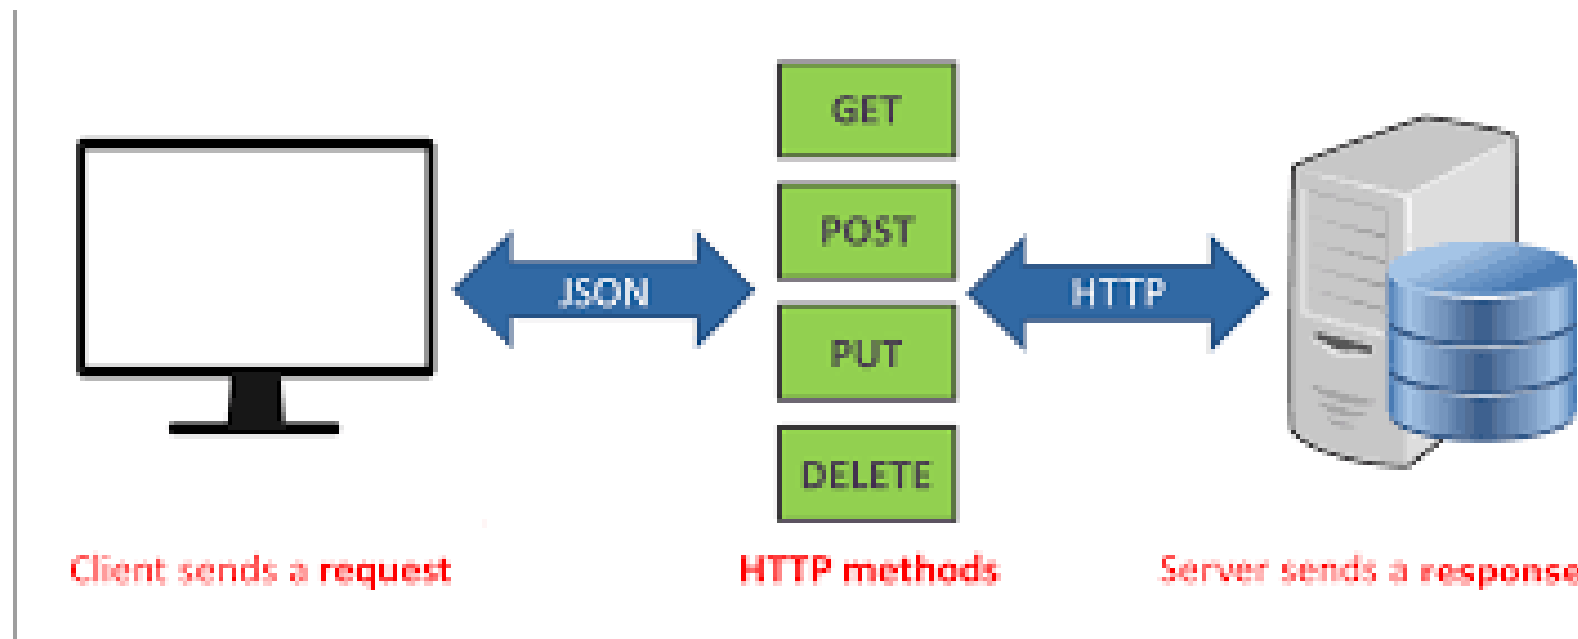 GET
POST
JSON
HTTP
PUT
DELETE
Client sends a request
HTTP methods
Server sends a response